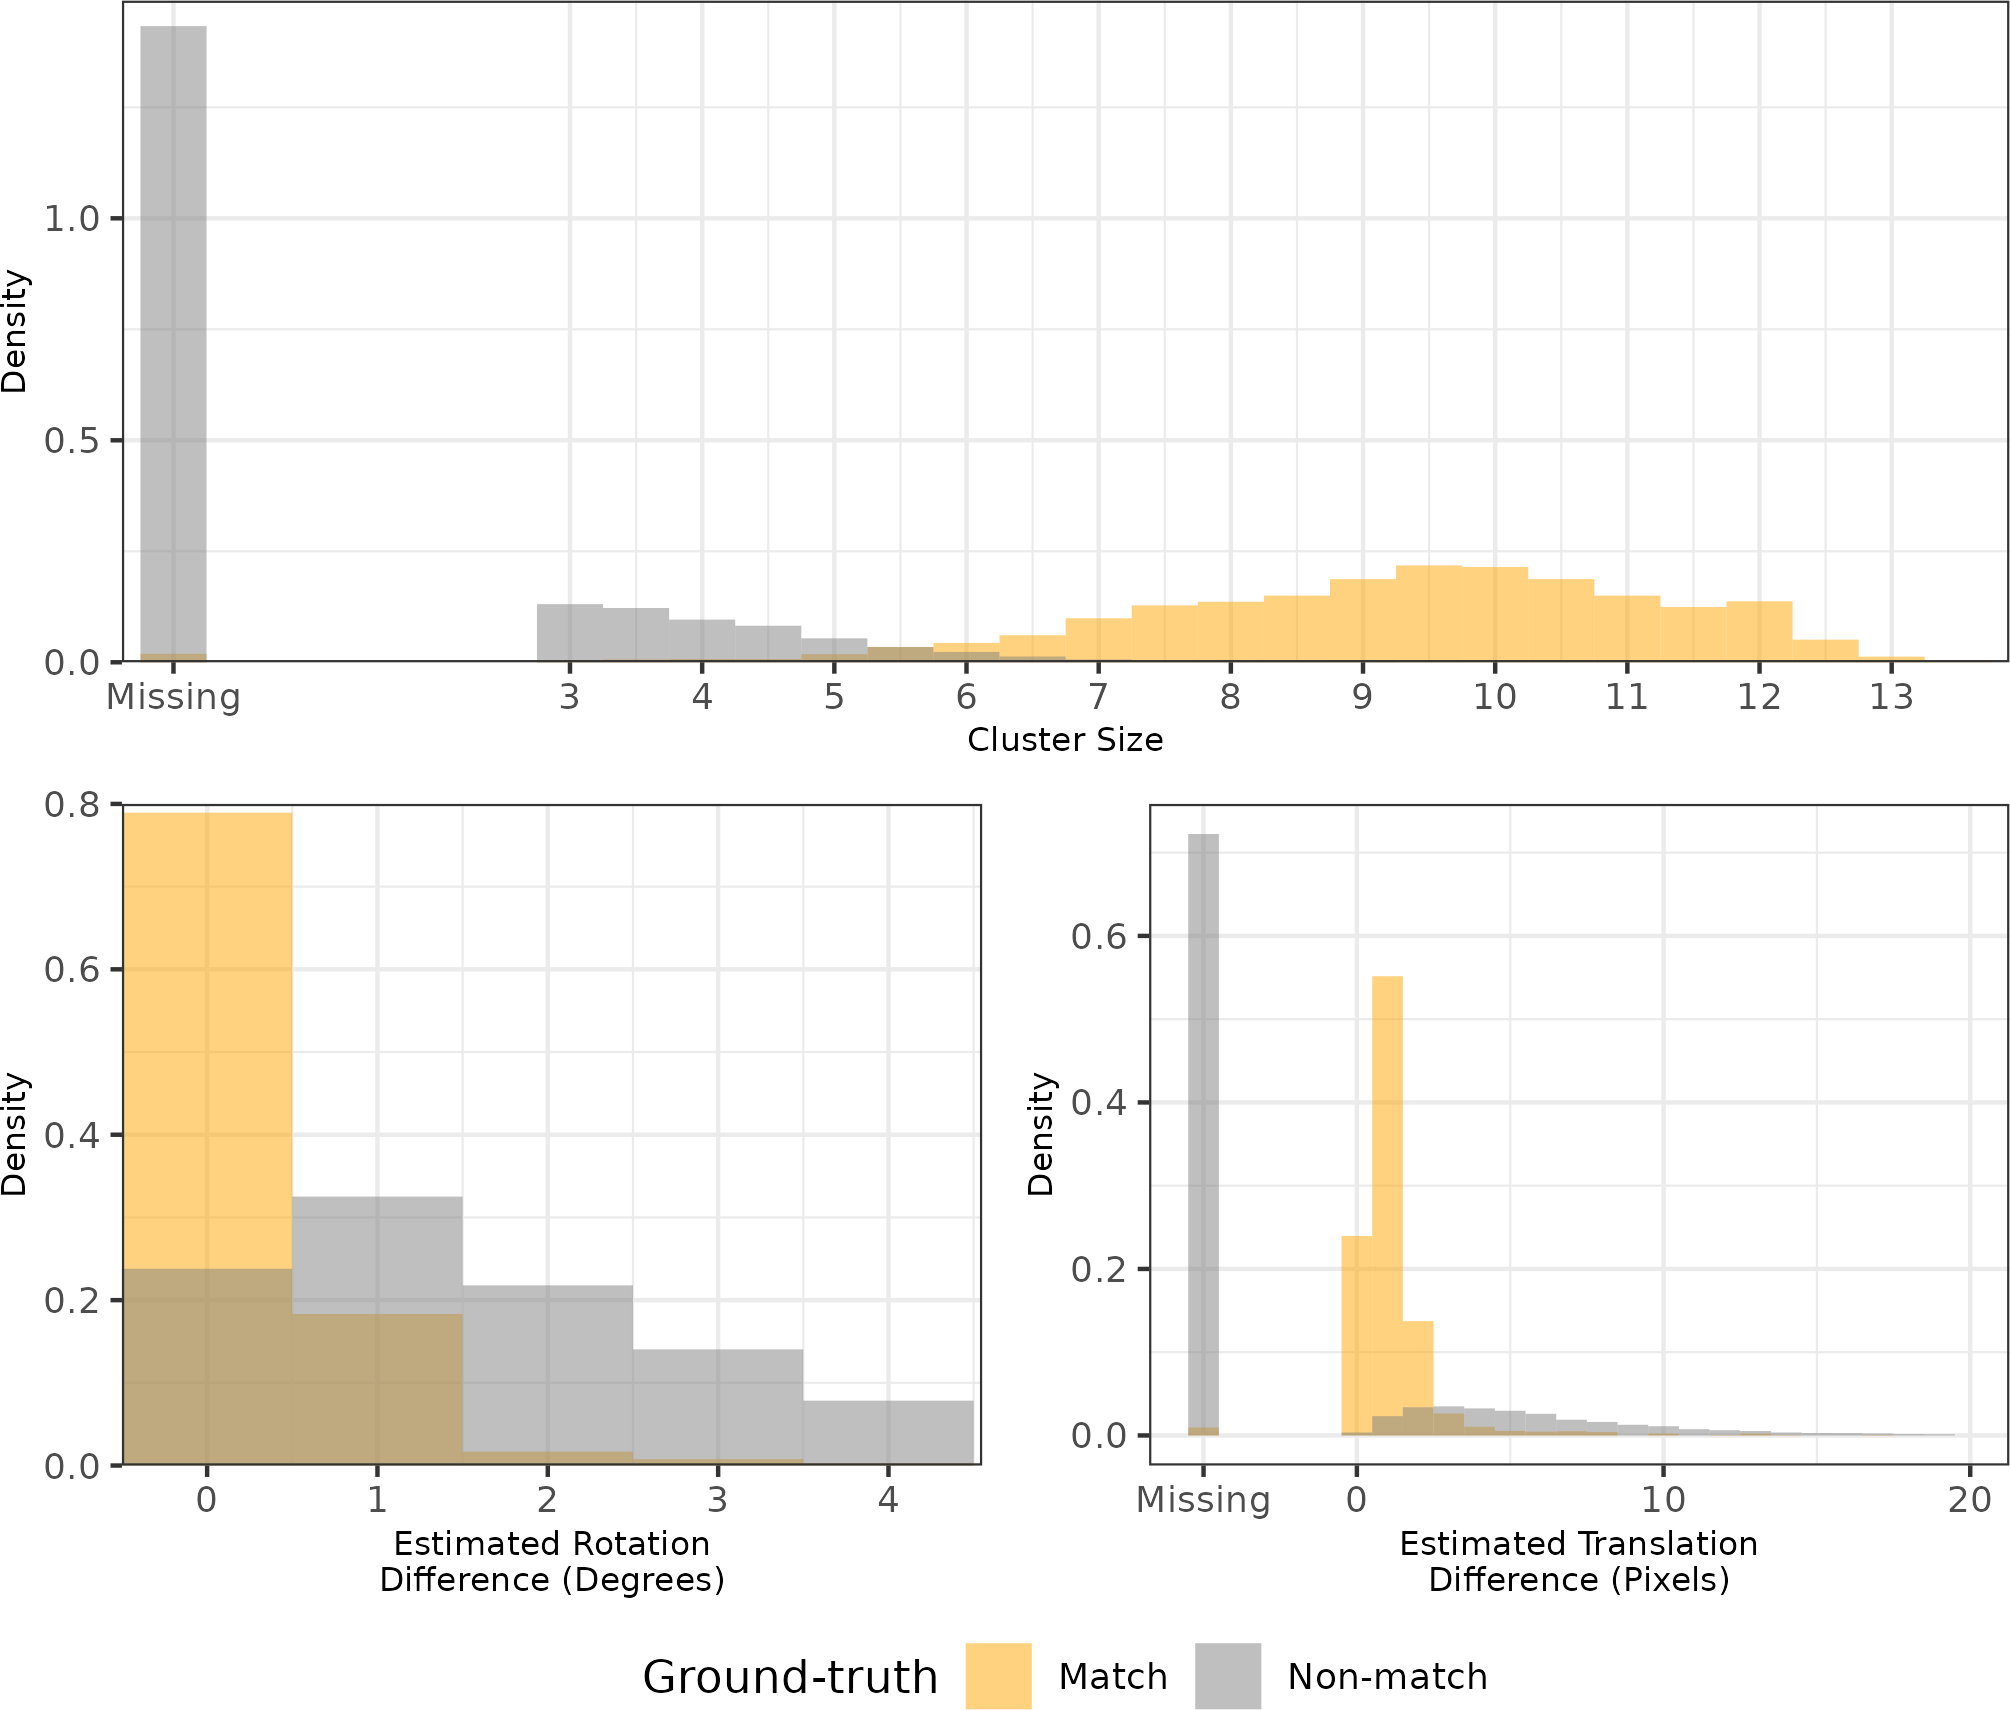 Density
1.0
0.5
0.0
Missing 3 4 5 6 7 8 9 10 11 12 13
Cluster Size
Density
0.8
0.6
0.4
0.2
0.0
0 1 2 3 4
Estimated Rotation
Difference (Degrees)
Density
0.6
0.4
0.2
0.0
Missing 0 10 20
Estimated Translation
Difference (Pixels)
Ground-truth Match Non-match